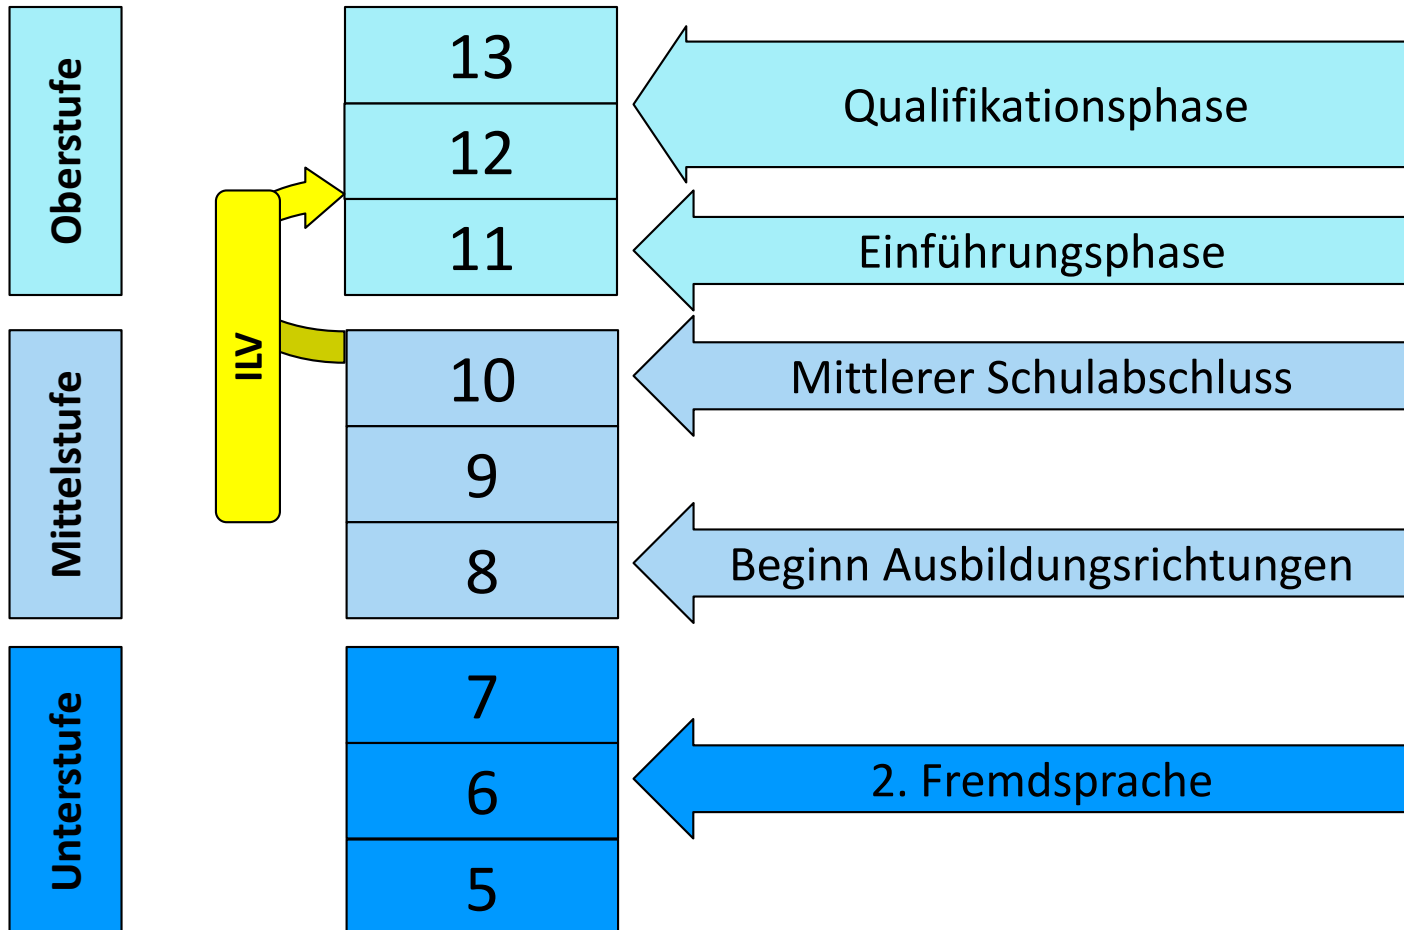 Oberstufe
13
Qualifikationsphase
12
11
Einführungsphase
ILV
Mittelstufe
10
Mittlerer Schulabschluss
9
8
Beginn Ausbildungsrichtungen
Unterstufe
7
6
2. Fremdsprache
5